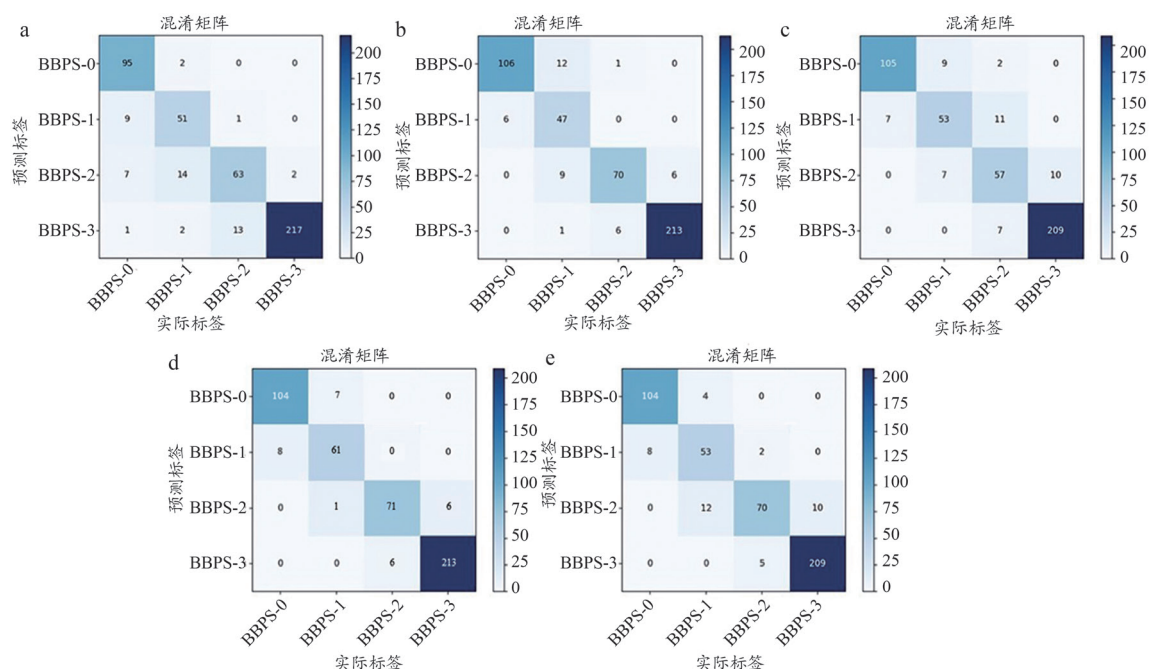 a
混淆矩阵
预测标签
BBPS-0 95 2 0 0
BBPS-1 9 51 1 0
BBPS-2 7 14 63 2
BBPS-3 1 2 13 217
BBPS-0 BBPS-1 BBPS-2 BBPS-3
实际标签
200
175
150
125
100
75
50
25
0
b
混淆矩阵
预测标签
BBPS-0 106 12 1 0
BBPS-1 6 47 0 0
BBPS-2 0 9 70 6
BBPS-3 0 1 6 213
BBPS-0 BBPS-1 BBPS-2 BBPS-3
实际标签
200
175
150
125
100
75
50
25
0
c
混淆矩阵
预测标签
BBPS-0 105 9 2 0
BBPS-1 7 53 11 0
BBPS-2 0 7 57 10
BBPS-3 0 0 7 209
BBPS-0 BBPS-1 BBPS-2 BBPS-3
实际标签
200
175
150
125
100
75
50
25
0
d
混淆矩阵
预测标签
BBPS-0 104 7 0 0
BBPS-1 8 61 0 0
BBPS-2 0 1 71 6
BBPS-3 0 0 6 213
BBPS-0 BBPS-1 BBPS-2 BBPS-3
实际标签
200
175
150
125
100
75
50
25
0
e
混淆矩阵
预测标签
BBPS-0 104 4 0 0
BBPS-1 8 53 2 0
BBPS-2 0 12 70 10
BBPS-3 0 0 5 209
BBPS-0 BBPS-1 BBPS-2 BBPS-3
实际标签
200
175
150
125
100
75
50
25
0